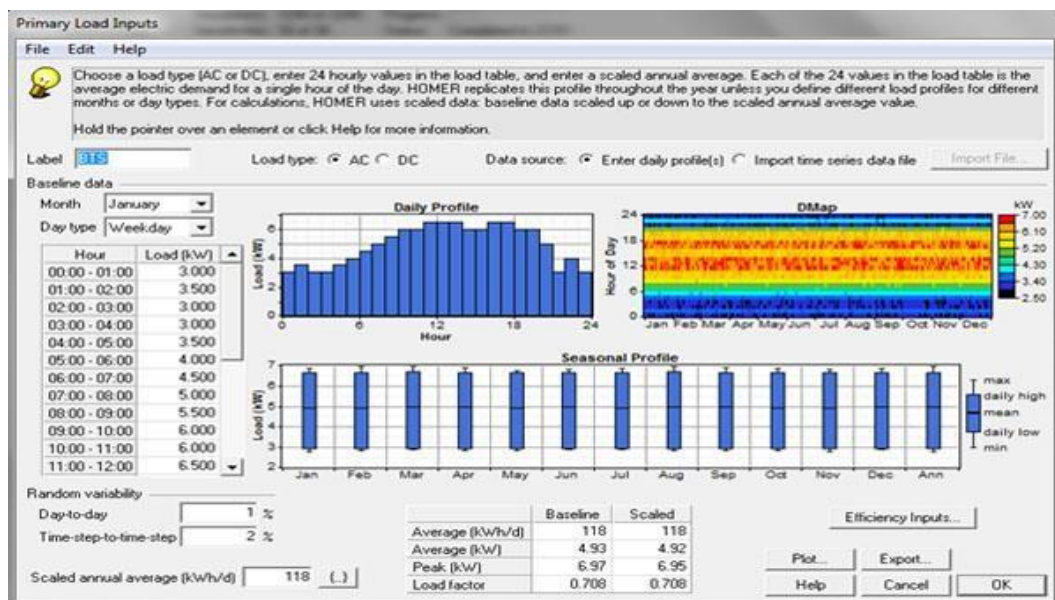 Primary Load Inputs
File Edit Help
Choose a load type (AC or DC), enter 24 hourly values in the load table, and enter a scaled annual average. Each of the 24 values in the load table is the
average electric demand for a single hour of the day. HOMER replicates this profile throughout the year unless you define different load profiles for different
months or day types. For calculations, HOMER uses scaled data: baseline data scaled up or down to the scaled annual average value.
Hold the pointer over an element or click Help for more information.
Label BTS Load type: AC DC Data source: Enter daily profile(s) Import time series data file Import File...
Baseline data
Month January
Day type Weekday
Hour Load (kW)
00:00 - 01:00 3.000
01:00 - 02:00 3.500
02:00 - 03:00 3.000
03:00 - 04:00 3.000
04:00 - 05:00 3.500
05:00 - 06:00 4.000
06:00 - 07:00 4.500
07:00 - 08:00 5.000
08:00 - 09:00 5.500
09:00 - 10:00 6.000
10:00 - 11:00 6.000
11:00 - 12:00 6.500
Daily Profile
Load (kW)
6
4
2
0
0 6 12 18 24
Hour
DMap
Hour of Day
24
18
12
6
0
Jan Feb Mar Apr May Jun Jul Aug Sep Oct Nov Dec
kW
7.00
6.10
5.20
4.30
3.40
2.50
Seasonal Profile
Load (kW)
7
6
5
4
3
2
Jan Feb Mar Apr May Jun Jul Aug Sep Oct Nov Dec Ann
max
daily high
mean
daily low
min
Random variability
Day-to-day 1 %
Time-step-to-time-step 2 %
Scaled annual average (kWh/d) 118 {..}
Baseline Scaled
Average (kWh/d) 118 118
Average (kW) 4.93 4.92
Peak (kW) 6.97 6.95
Load factor 0.708 0.708
Efficiency Inputs...
Plot... Export...
Help Cancel OK